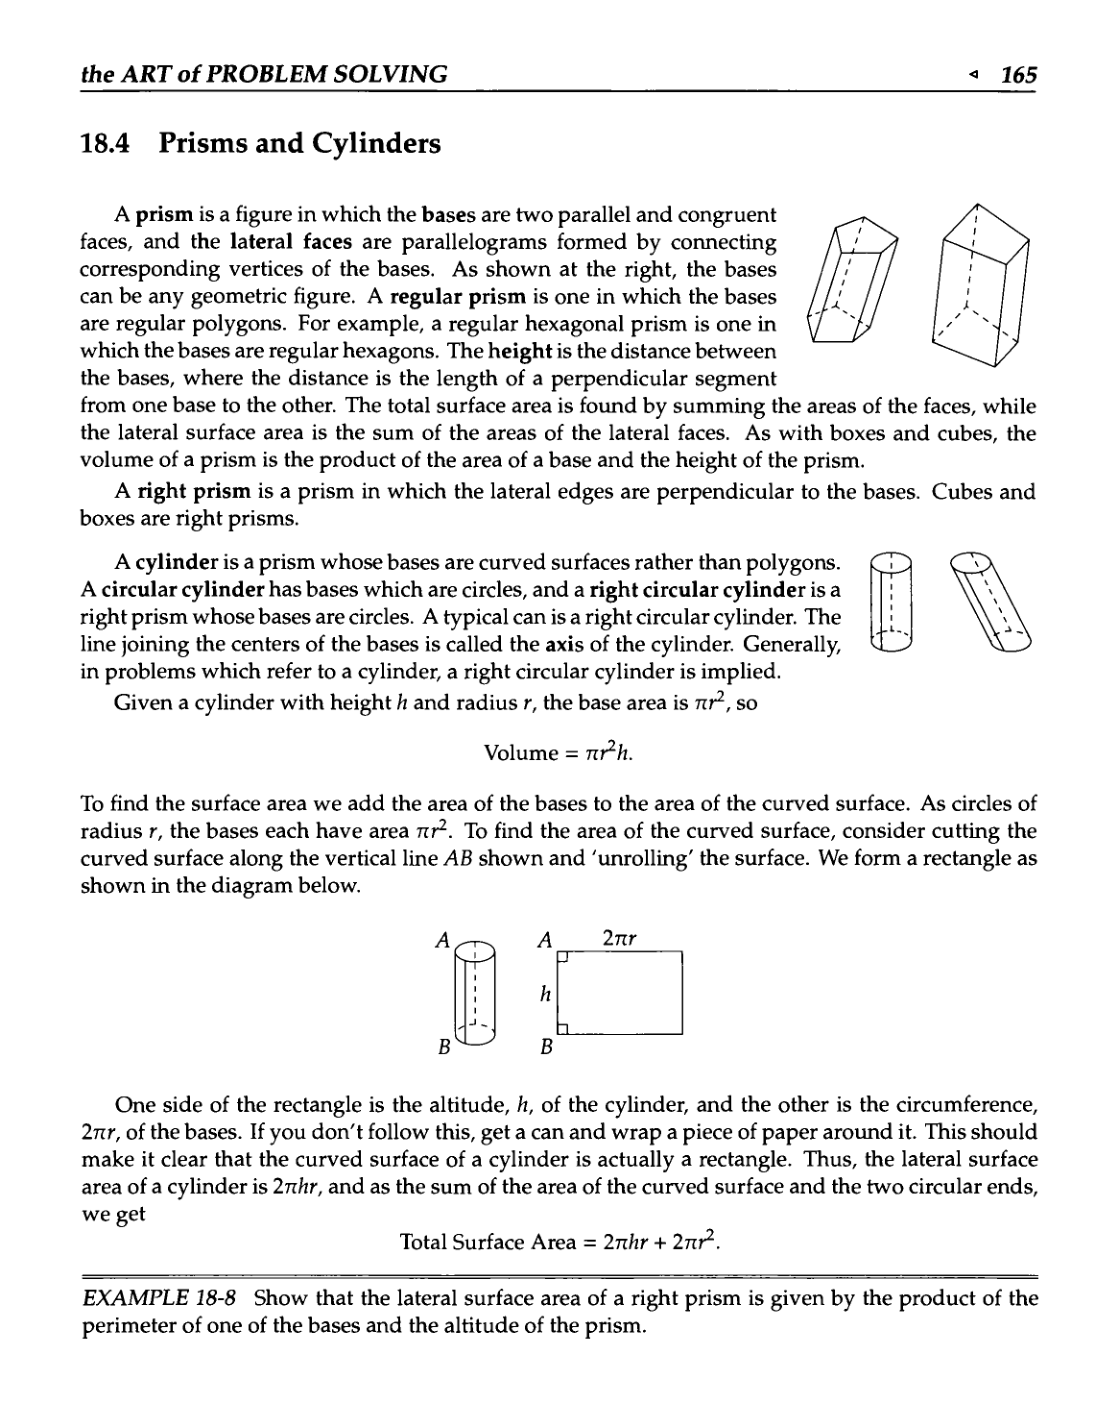 the ART of PROBLEM SOLVING ◃ 165
18.4 Prisms and Cylinders
A prism is a figure in which the bases are two parallel and congruent
faces, and the lateral faces are parallelograms formed by connecting
corresponding vertices of the bases. As shown at the right, the bases
can be any geometric figure. A regular prism is one in which the bases
are regular polygons. For example, a regular hexagonal prism is one in
which the bases are regular hexagons. The height is the distance between
the bases, where the distance is the length of a perpendicular segment
from one base to the other. The total surface area is found by summing the areas of the faces, while
the lateral surface area is the sum of the areas of the lateral faces. As with boxes and cubes, the
volume of a prism is the product of the area of a base and the height of the prism.
A right prism is a prism in which the lateral edges are perpendicular to the bases. Cubes and
boxes are right prisms.
A cylinder is a prism whose bases are curved surfaces rather than polygons.
A circular cylinder has bases which are circles, and a right circular cylinder is a
right prism whose bases are circles. A typical can is a right circular cylinder. The
line joining the centers of the bases is called the axis of the cylinder. Generally,
in problems which refer to a cylinder, a right circular cylinder is implied.
Given a cylinder with height h and radius r, the base area is πr², so
Volume = πr²h.
To find the surface area we add the area of the bases to the area of the curved surface. As circles of
radius r, the bases each have area πr². To find the area of the curved surface, consider cutting the
curved surface along the vertical line AB shown and 'unrolling' the surface. We form a rectangle as
shown in the diagram below.
A A 2πr
h
B B
One side of the rectangle is the altitude, h, of the cylinder, and the other is the circumference,
2πr, of the bases. If you don't follow this, get a can and wrap a piece of paper around it. This should
make it clear that the curved surface of a cylinder is actually a rectangle. Thus, the lateral surface
area of a cylinder is 2πhr, and as the sum of the area of the curved surface and the two circular ends,
we get
Total Surface Area = 2πhr + 2πr².
EXAMPLE 18-8 Show that the lateral surface area of a right prism is given by the product of the
perimeter of one of the bases and the altitude of the prism.